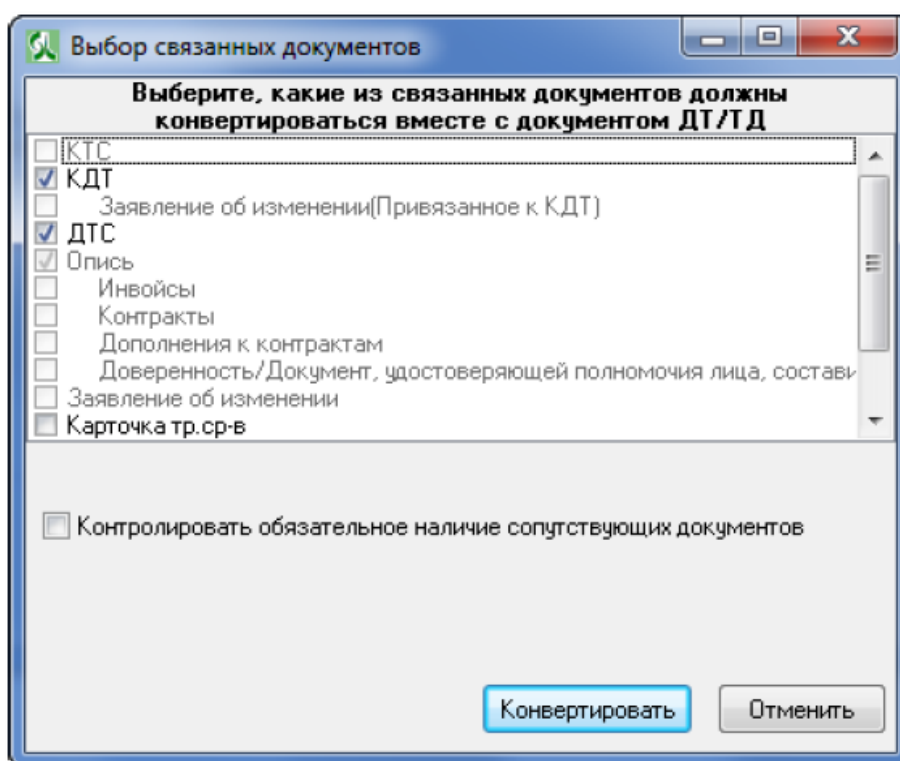 Выбор связанных документов
Выберите, какие из связанных документов должны
конвертироваться вместе с документом ДТ/ТД
КТС
КДТ
Заявление об изменении(Привязанное к КДТ)
ДТС
Опись
Инвойсы
Контракты
Дополнения к контрактам
Доверенность/Документ, удостоверяющей полномочия лица, состави
Заявление об изменении
Карточка тр.ср-в
Контролировать обязательное наличие сопутствующих документов
Конвертировать
Отменить